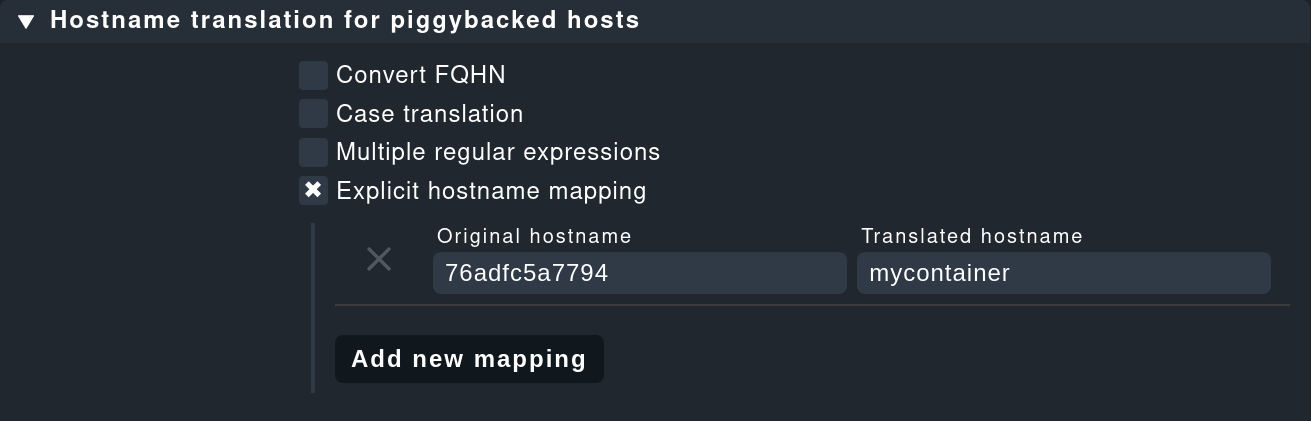 Hostname translation for piggybacked hosts
Convert FQHN
Case translation
Multiple regular expressions
Explicit hostname mapping
Original hostname Translated hostname
76adfc5a7794 mycontainer
Add new mapping